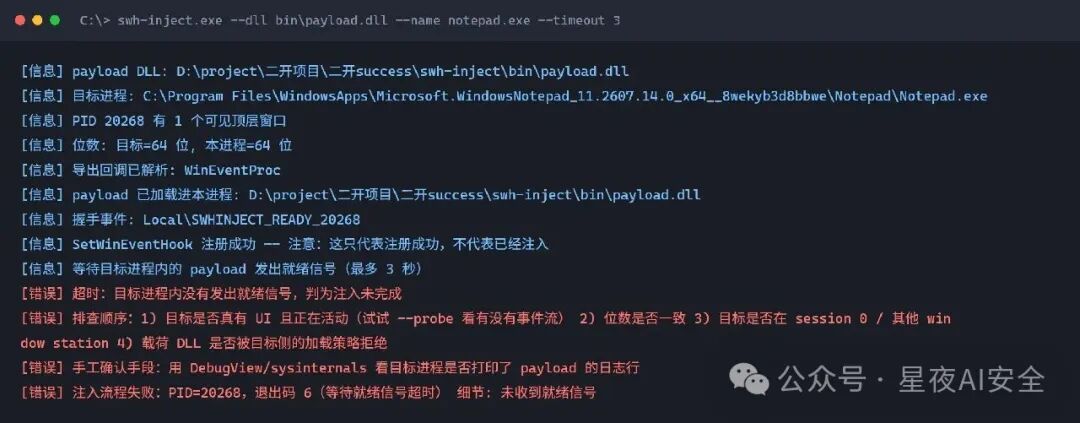 C:\> swh-inject.exe --dll bin\payload.dll --name notepad.exe --timeout 3
[信息] payload DLL: D:\project\二开项目\二开success\swh-inject\bin\payload.dll
[信息] 目标进程: C:\Program Files\WindowsApps\Microsoft.WindowsNotepad_11.2607.14.0_x64__8wekyb3d8bbwe\Notepad\Notepad.exe
[信息] PID 20268 有 1 个可见顶层窗口
[信息] 位数: 目标=64 位, 本进程=64 位
[信息] 导出回调已解析: WinEventProc
[信息] payload 已加载进本进程: D:\project\二开项目\二开success\swh-inject\bin\payload.dll
[信息] 握手事件: Local\SWHINJECT_READY_20268
[信息] SetWinEventHook 注册成功 -- 注意: 这只代表注册成功, 不代表已经注入
[信息] 等待目标进程内的 payload 发出就绪信号（最多 3 秒）
[错误] 超时: 目标进程内没有发出就绪信号, 判为注入未完成
[错误] 排查顺序: 1) 目标是否真有 UI 且正在活动（试试 --probe 看有没有事件流） 2) 位数是否一致 3) 目标是否在 session 0 / 其他 win
dow station 4) 载荷 DLL 是否被目标侧的加载策略拒绝
[错误] 手工确认手段: 用 DebugView/sysinternals 看目标进程是否打印了 payload 的日志行
[错误] 注入流程失败: PID=20268, 退出码 6（等待就绪信号超时） 细节: 未收到就绪信号
公众号 · 星夜AI安全